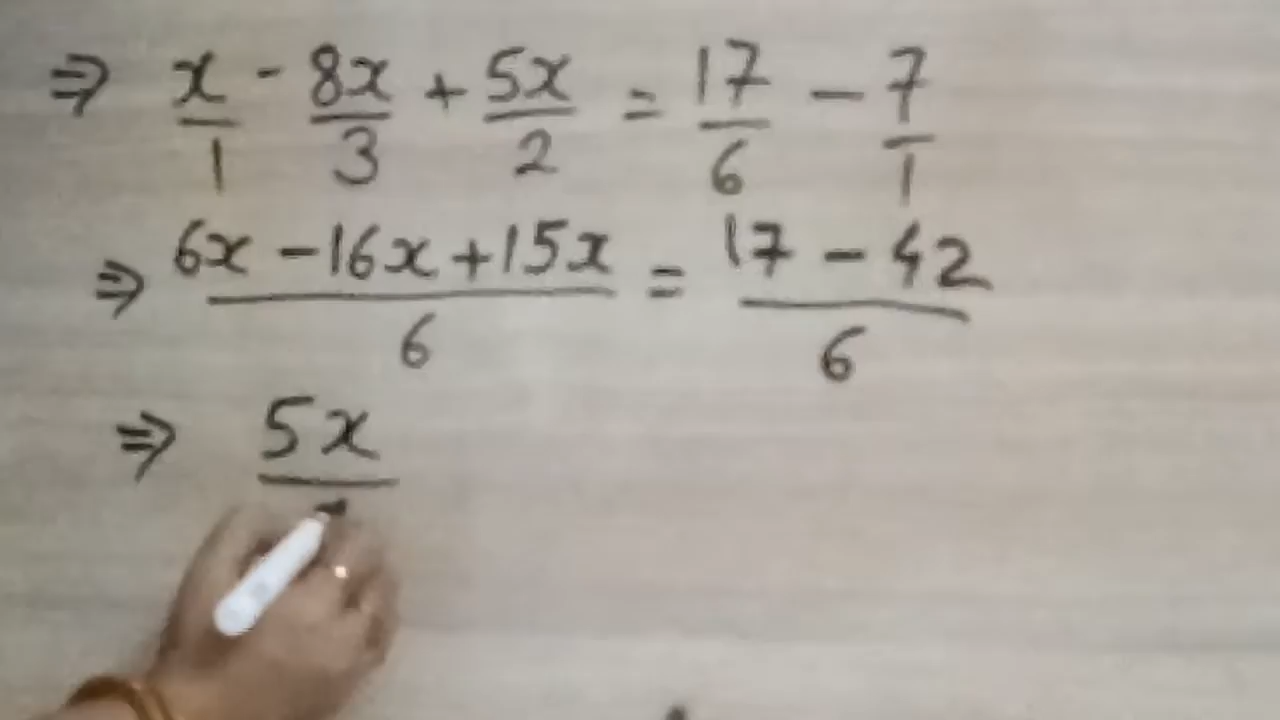 ⇒ x/1 - 8x/3 + 5x/2 = 17/6 - 7/1
⇒ (6x - 16x + 15x)/6 = (17 - 42)/6
⇒ 5x/